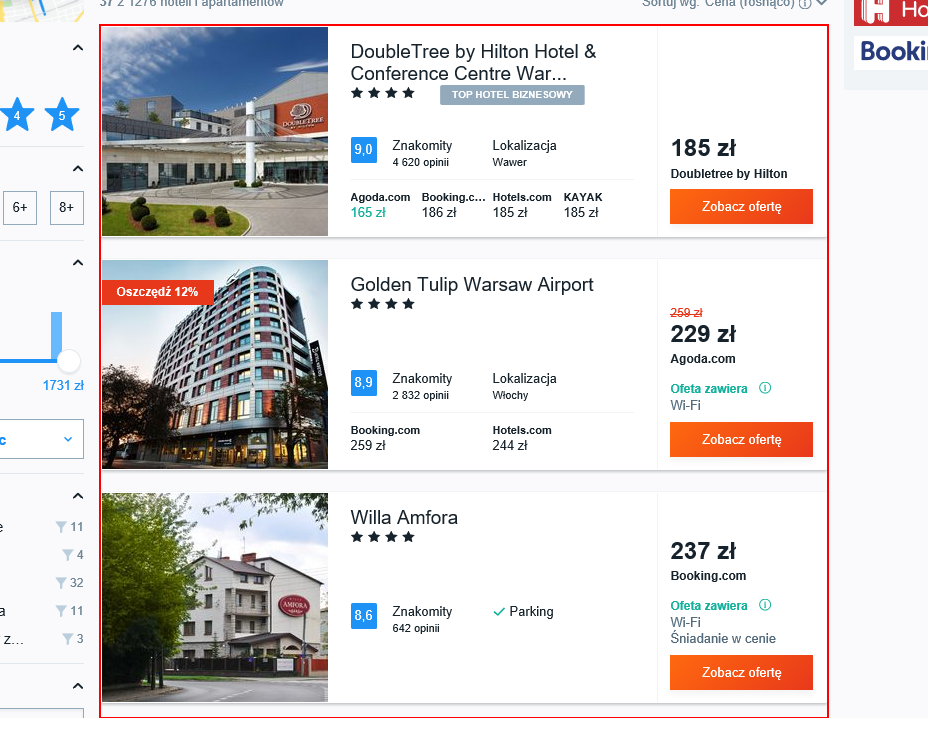 37 z 1276 hoteli i apartamentów
Sortuj wg. Cena (rosnąco)
4
5
6+
8+
1731 zł
11
4
32
11
z...
3
DoubleTree by Hilton Hotel &
Conference Centre War...
TOP HOTEL BIZNESOWY
9,0
Znakomity
4 620 opinii
Lokalizacja
Wawer
Agoda.com
165 zł
Booking.c...
186 zł
Hotels.com
185 zł
KAYAK
185 zł
185 zł
Doubletree by Hilton
Zobacz ofertę
DOUBLETREE
Oszczędź 12%
Golden Tulip Warsaw Airport
8,9
Znakomity
2 832 opinii
Lokalizacja
Włochy
Booking.com
259 zł
Hotels.com
244 zł
259 zł
229 zł
Agoda.com
Ofeta zawiera
Wi-Fi
Zobacz ofertę
AMFORA
Willa Amfora
8,6
Znakomity
642 opinii
Parking
237 zł
Booking.com
Ofeta zawiera
Wi-Fi
Śniadanie w cenie
Zobacz ofertę
Ho
Booki